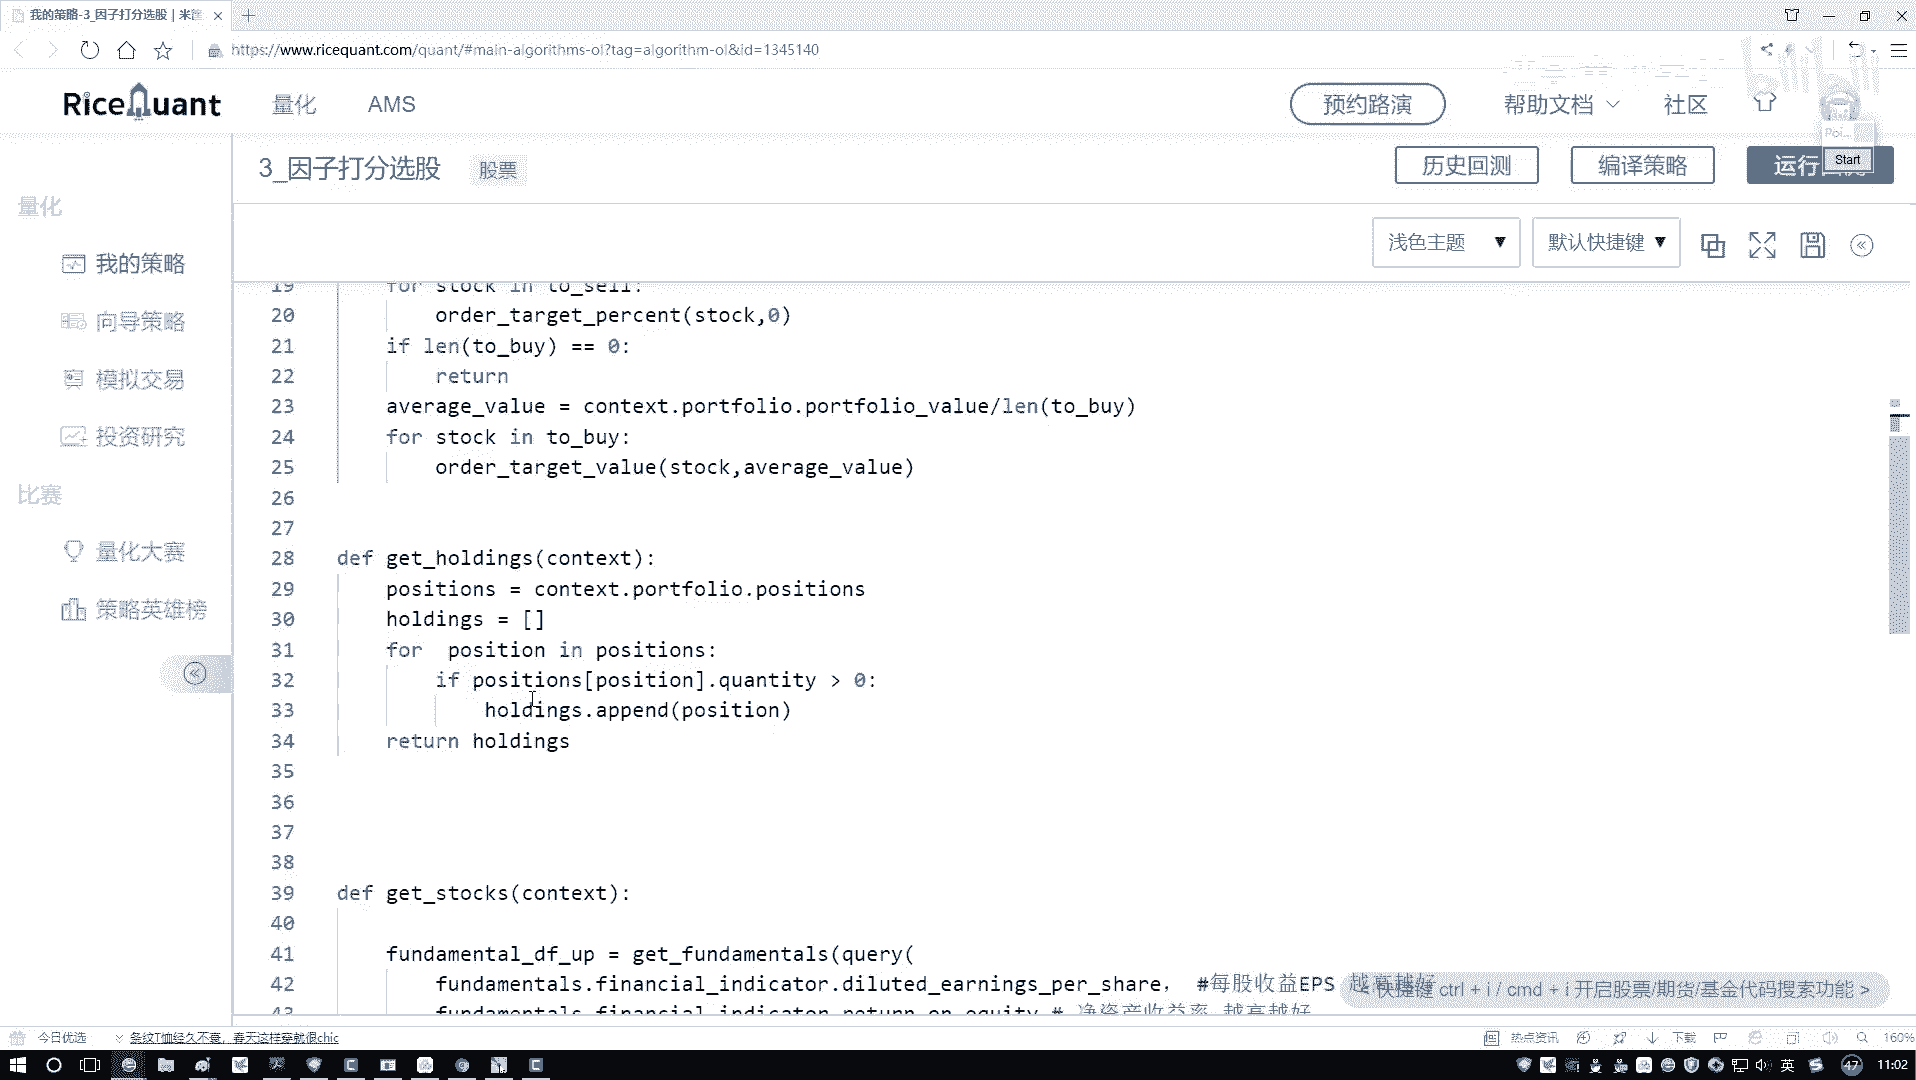 我的策略-3_因子打分选股 | 米筐
https://www.ricequant.com/quant/#main-algorithms-ol?tag=algorithm-ol&id=1345140
RiceQuant 量化 AMS 预约路演 帮助文档 社区
Poi...
Start
3_因子打分选股 股票 历史回测 编译策略 运行
量化
浅色主题 默认快捷键
我的策略
向导策略
模拟交易
投资研究
比赛
量化大赛
策略英雄榜
19 for stock in to_sell:
20 order_target_percent(stock,0)
21 if len(to_buy) == 0:
22 return
23 average_value = context.portfolio.portfolio_value/len(to_buy)
24 for stock in to_buy:
25 order_target_value(stock,average_value)
26
27
28 def get_holdings(context):
29 positions = context.portfolio.positions
30 holdings = []
31 for  position in positions:
32 if positions[position].quantity > 0:
33 holdings.append(position)
34 return holdings
35
36
37
38
39 def get_stocks(context):
40
41 fundamental_df_up = get_fundamentals(query(
42 fundamentals.financial_indicator.diluted_earnings_per_share, #每股收益EPS 越高越好
< 快捷键 ctrl + i / cmd + i 开启股票/期货/基金代码搜索功能 >
43 fundamentals.financial_indicator.return_on_equity,# 净资产收益率 越高越好
今日优选 条纹T恤经久不衰，春天这样穿就很chic 热点资讯 下载 160%
英 47 11:02